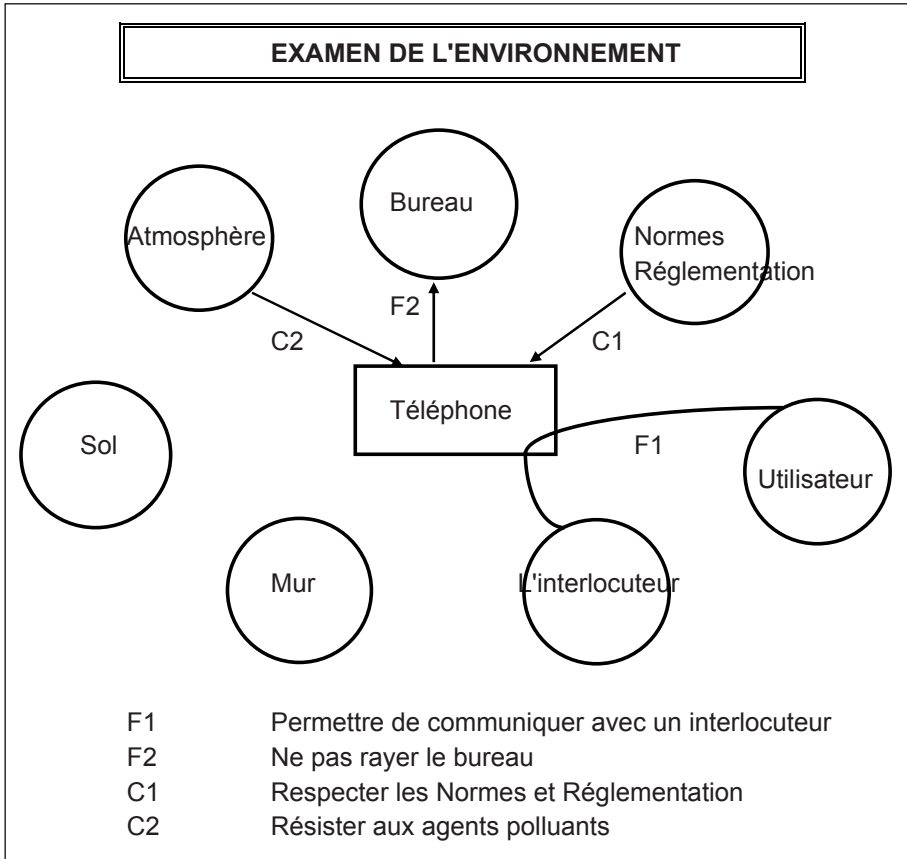 EXAMEN DE L'ENVIRONNEMENT
Bureau
Atmosphère
Normes
Réglementation
F2
C2
C1
Téléphone
Sol
F1
Utilisateur
Mur
L'interlocuteur
F1 Permettre de communiquer avec un interlocuteur
F2 Ne pas rayer le bureau
C1 Respecter les Normes et Réglementation
C2 Résister aux agents polluants